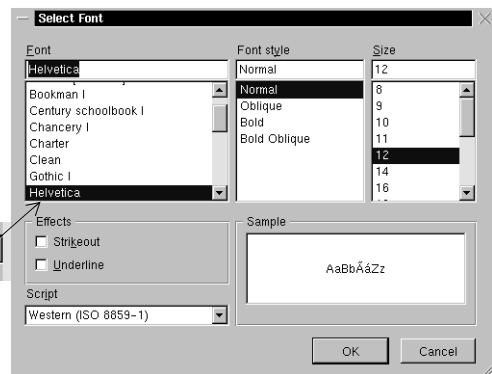 Select Font
Font
Helvetica
Bookman l
Century schoolbook l
Chancery l
Charter
Clean
Gothic l
Helvetica
Font style
Normal
Normal
Oblique
Bold
Bold Oblique
Size
12
8
9
10
11
12
14
16
Effects
Strikeout
Underline
Sample
AaBbÃáZz
Script
Western (ISO 8859-1)
OK
Cancel